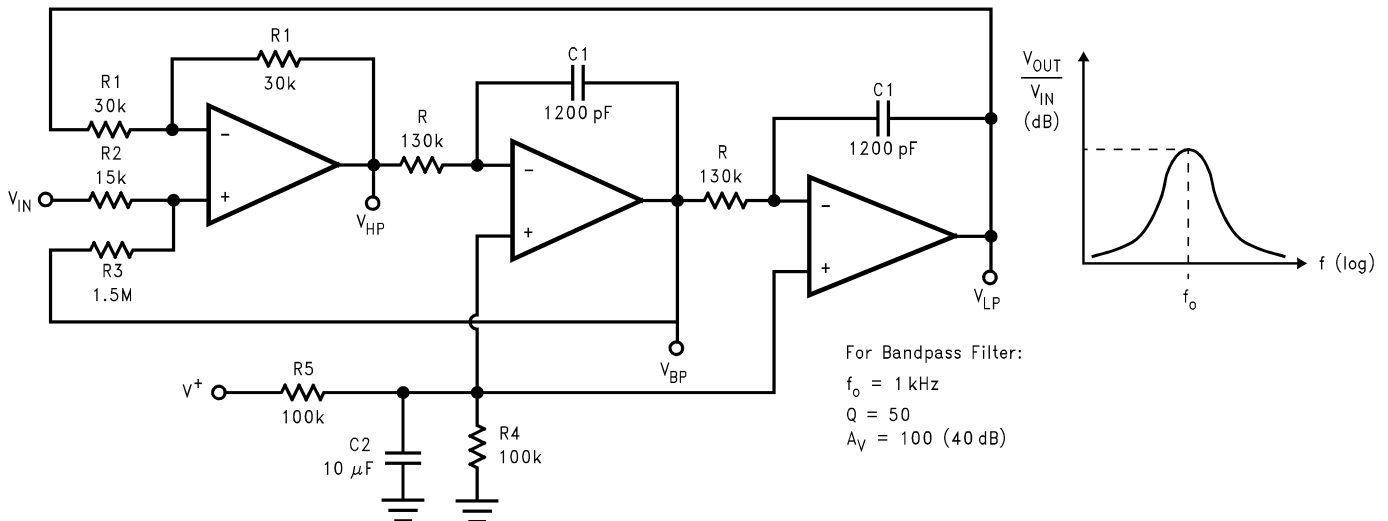 R1
30k
R1
30k
R2
15k
V_IN
R3
1.5M
−
+
V_HP
R
130k
C1
1200 pF
−
+
V_BP
R
130k
C1
1200 pF
−
+
V_LP
V⁺
R5
100k
C2
10 μF
R4
100k
V_OUT
V_IN
(dB)
f (log)
f_o
For Bandpass Filter:
f_o = 1 kHz
Q = 50
A_V = 100 (40 dB)